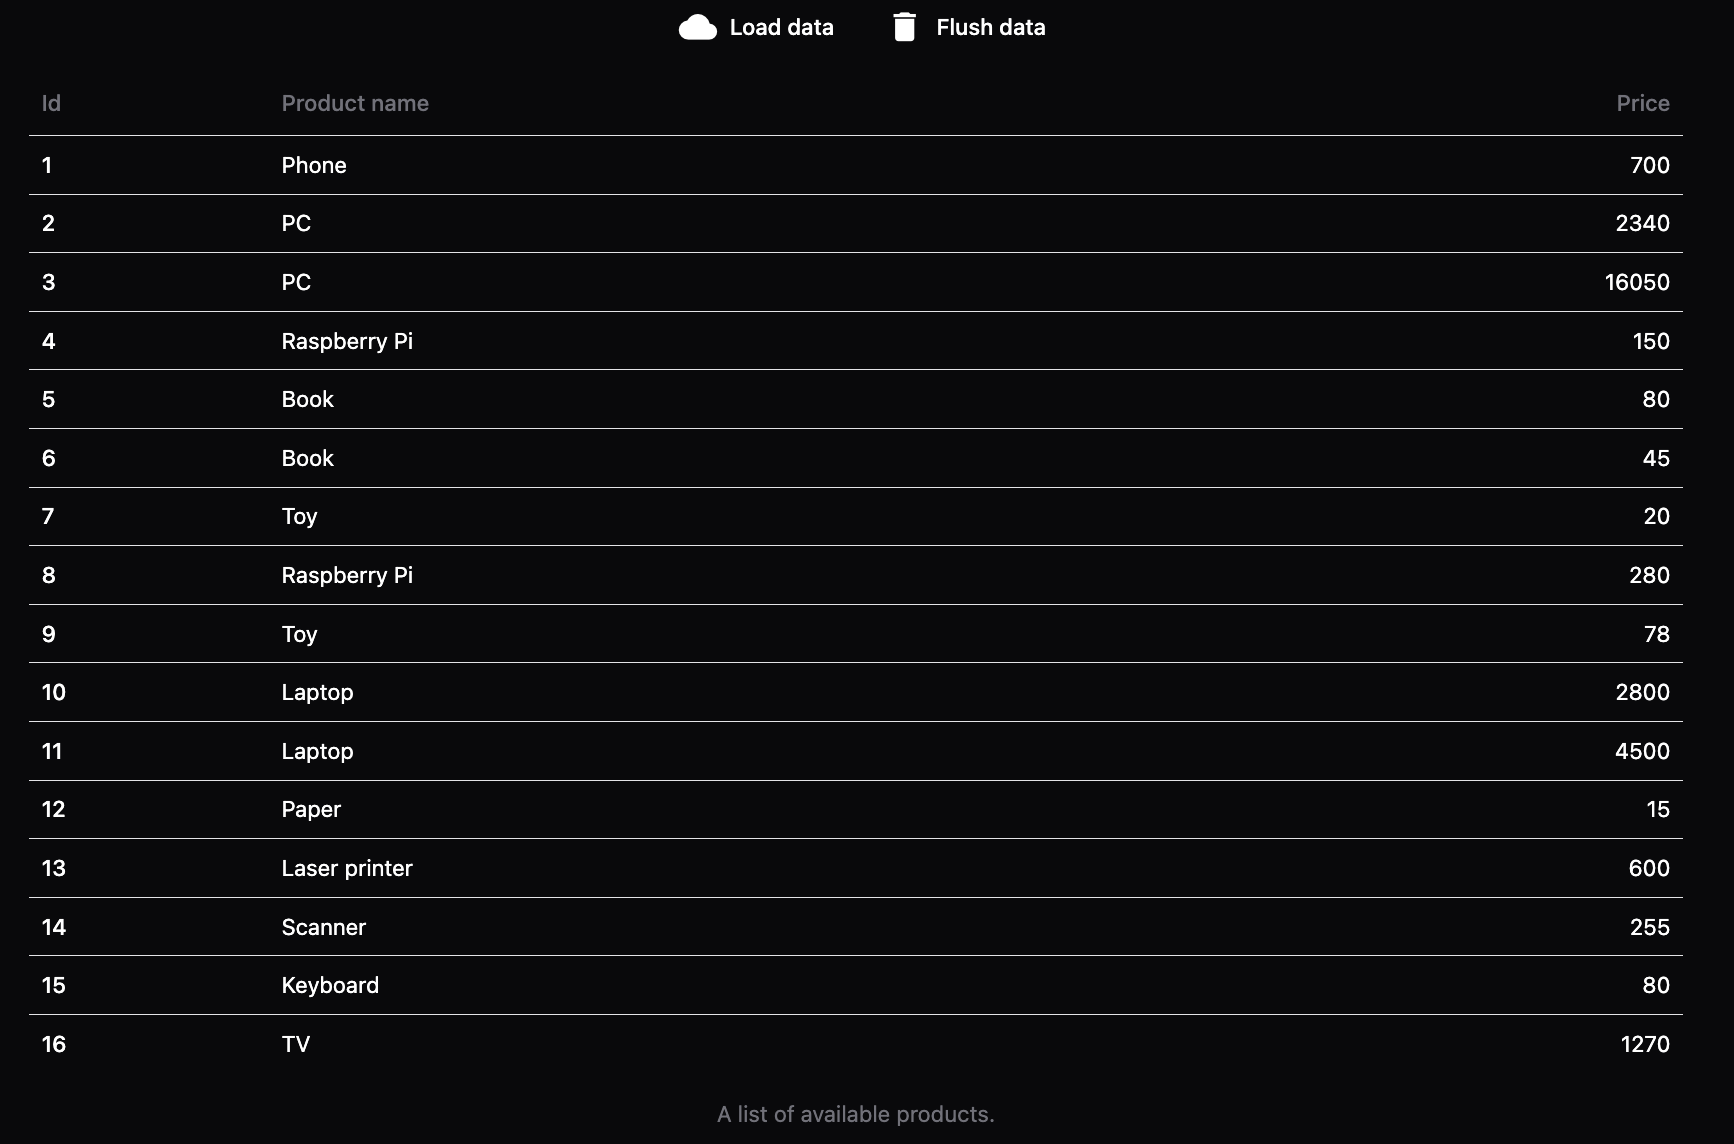 Load data Flush data
Id Product name Price
1 Phone 700
2 PC 2340
3 PC 16050
4 Raspberry Pi 150
5 Book 80
6 Book 45
7 Toy 20
8 Raspberry Pi 280
9 Toy 78
10 Laptop 2800
11 Laptop 4500
12 Paper 15
13 Laser printer 600
14 Scanner 255
15 Keyboard 80
16 TV 1270
A list of available products.